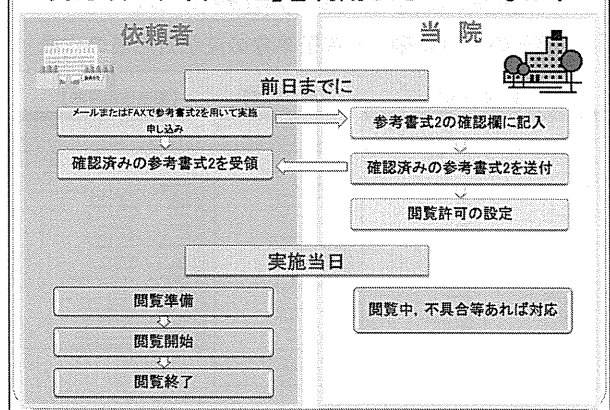 依頼者
当院
前日までに
メールまたはFAXで参考書式2を用いて実施
申し込み
参考書式2の確認欄に記入
確認済みの参考書式2を受領
確認済みの参考書式2を送付
閲覧許可の設定
実施当日
閲覧準備
閲覧中，不具合等あれば対応
閲覧開始
閲覧終了